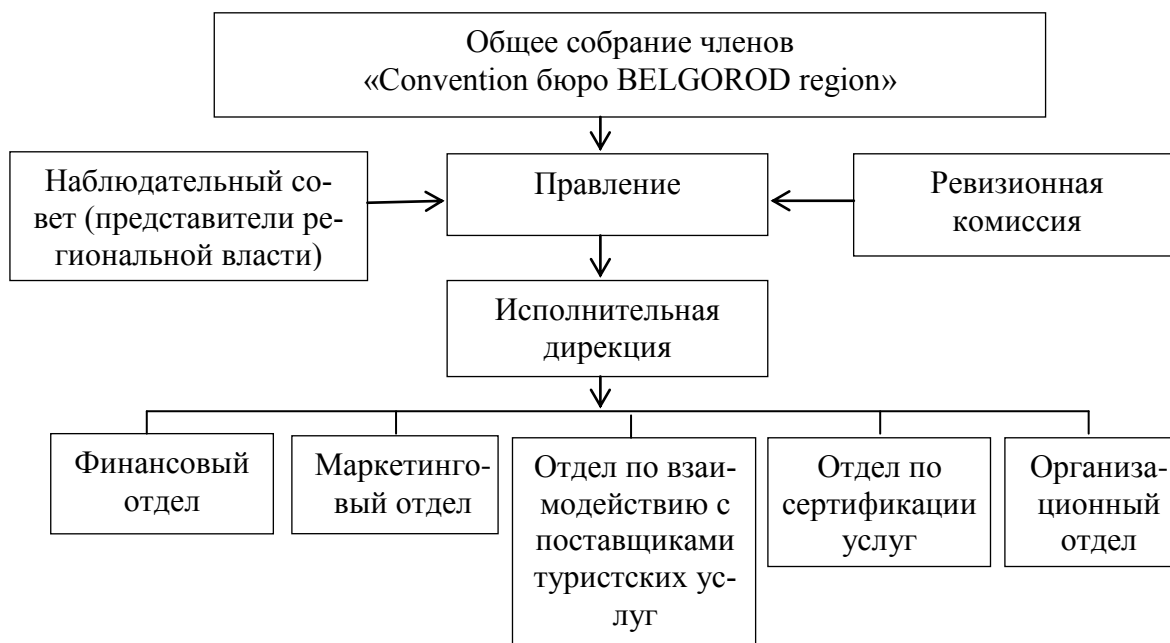 Общее собрание членов
«Convention бюро BELGOROD region»
Наблюдательный со-
вет (представители ре-
гиональной власти)
Правление
Ревизионная
комиссия
Исполнительная
дирекция
Финансовый
отдел
Маркетинго-
вый отдел
Отдел по взаи-
модействию с
поставщиками
туристских ус-
луг
Отдел по
сертификации
услуг
Организа-
ционный
отдел